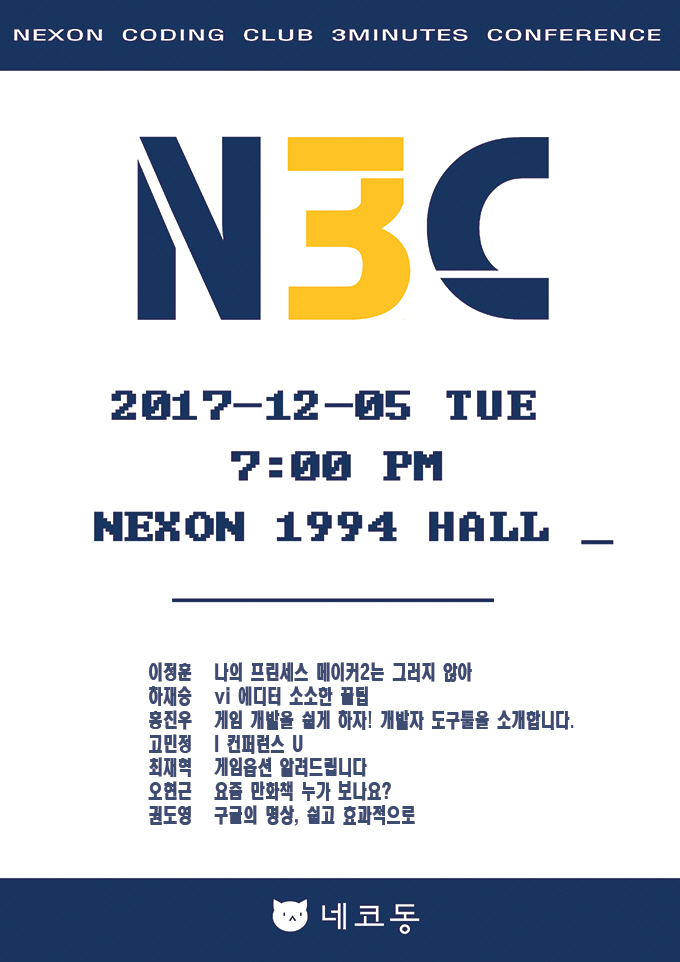 NEXON CODING CLUB 3MINUTES CONFERENCE
N3C
2017-12-05 TUE
7:00 PM
NEXON 1994 HALL _
이정훈 나의 프린세스 메이커2는 그러지 않아
하재승 vi 에디터 소소한 꿀팁
홍진우 게임 개발을 쉽게 하자! 개발자 도구툴을 소개합니다.
고민정 I 컨퍼런스 U
최재혁 게임옵션 알려드립니다
오현근 요즘 만화책 누가 보나요?
권도영 구글의 명상, 쉽고 효과적으로
네코동